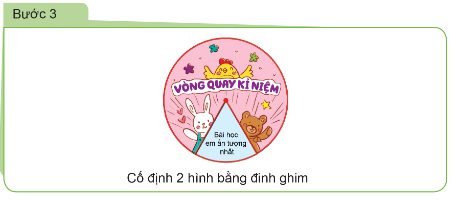 Bước 3
VÒNG QUAY KỈ NIỆM
Bài học
em ấn tượng
nhất
Cố định 2 hình bằng đinh ghim